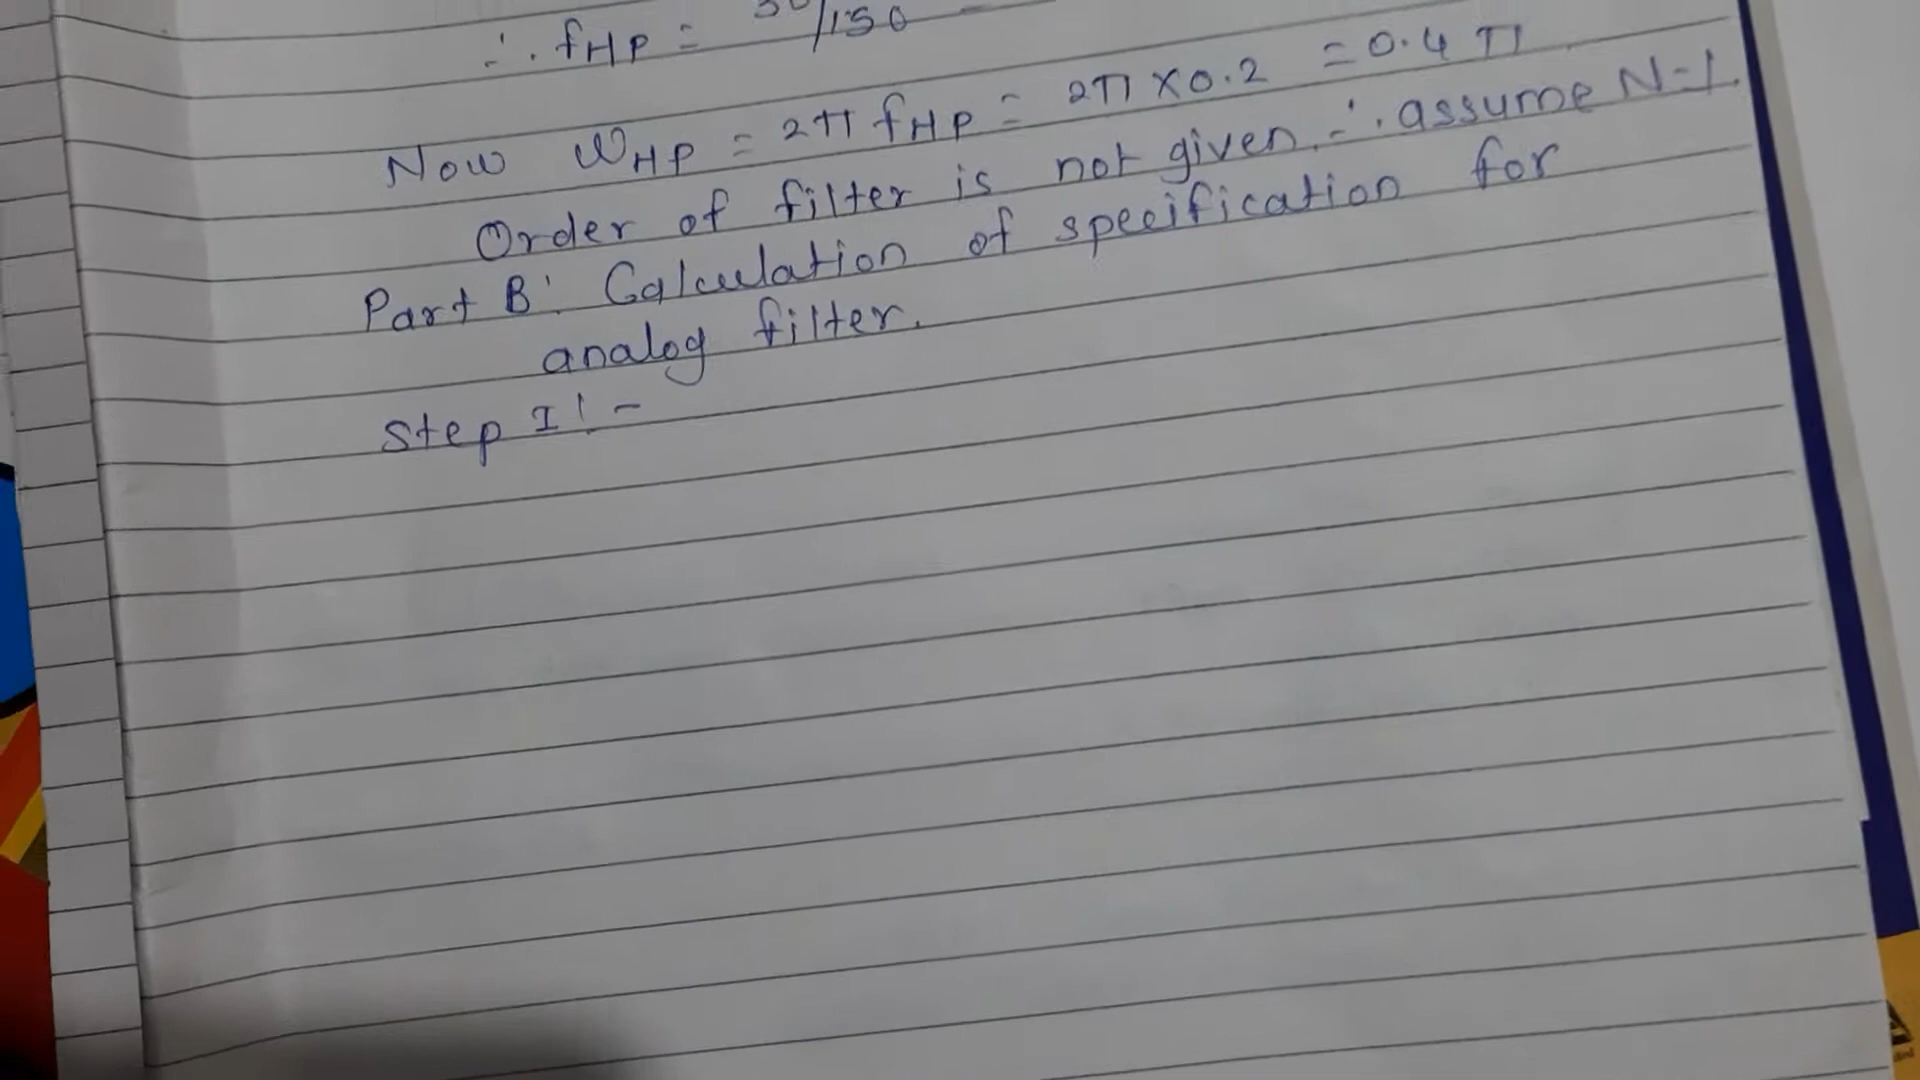 ∴ fHP = 30/150
Now ωHP = 2π fHP = 2π × 0.2 = 0.4 π
Order of filter is not given. ∴ assume N=1.
Part B: Calculation of specification for
analog filter.
Step I: -